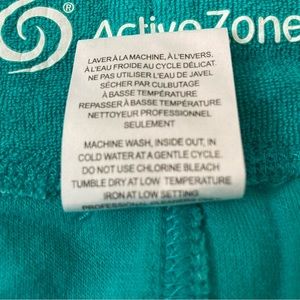 ® Active Zone
LAVER À LA MACHINE, À L'ENVERS,
À L'EAU FROIDE AU CYCLE DÉLICAT.
NE PAS UTILISER L'EAU DE JAVEL
SÉCHER PAR CULBUTAGE
À BASSE TEMPÉRATURE
REPASSER À BASSE TEMPÉRATURE
NETTOYEUR PROFESSIONNEL
SEULEMENT
MACHINE WASH, INSIDE OUT, IN
COLD WATER AT A GENTLE CYCLE.
DO NOT USE CHLORINE BLEACH
TUMBLE DRY AT LOW TEMPERATURE
IRON AT LOW SETTING